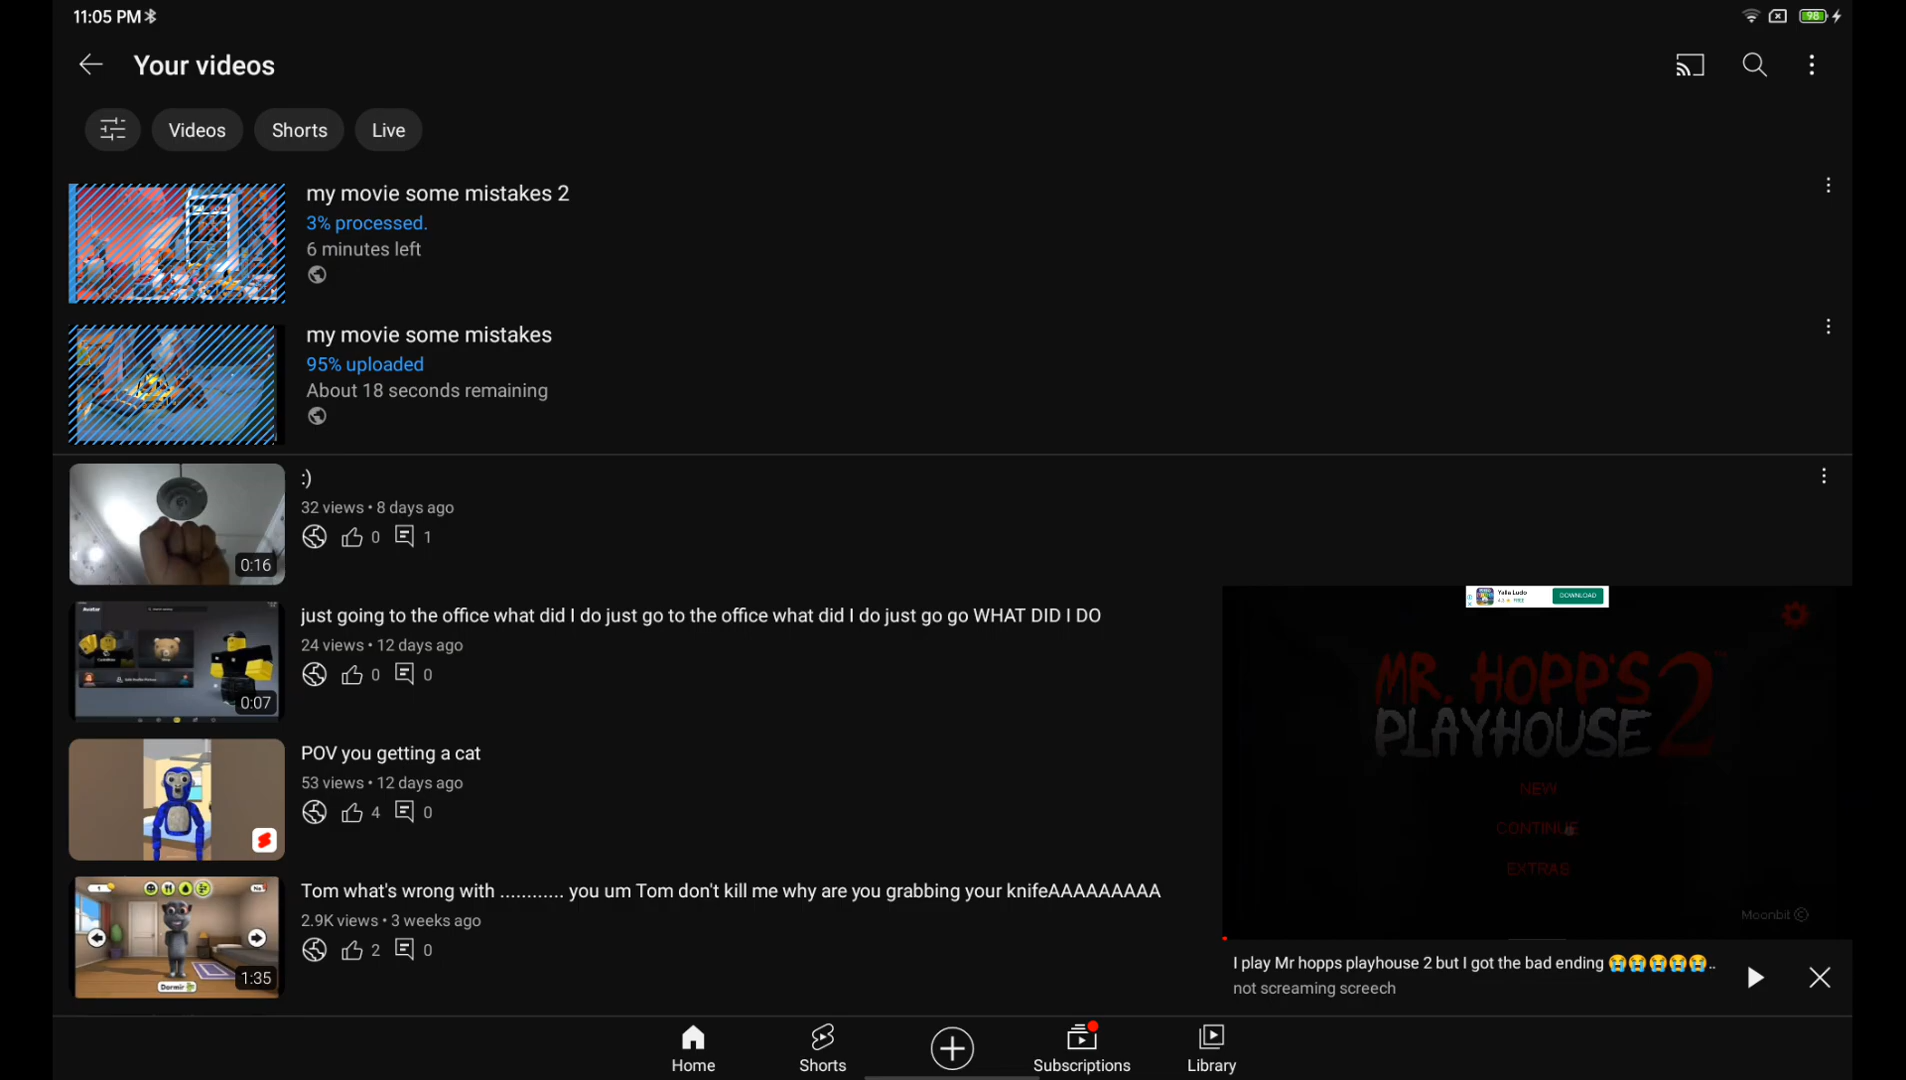 11:05 PM
98
Your videos
Videos
Shorts
Live
my movie some mistakes 2
3% processed.
6 minutes left
my movie some mistakes
95% uploaded
About 18 seconds remaining
:)
32 views • 8 days ago
0
1
0:16
just going to the office what did I do just go to the office what did I do just go go WHAT DID I DO
24 views • 12 days ago
0
0
Avatar
0:07
POV you getting a cat
53 views • 12 days ago
4
0
Tom what's wrong with ............ you um Tom don't kill me why are you grabbing your knifeAAAAAAAAA
2.9K views • 3 weeks ago
2
0
Dormir
1:35
Yalla Ludo
DOWNLOAD
MR. HOPP'S
PLAYHOUSE 2
NEW
CONTINUE
EXTRAS
Moonbit ©
I play Mr hopps playhouse 2 but I got the bad ending 😭😭😭😭😭..
not screaming screech
Home
Shorts
Subscriptions
Library